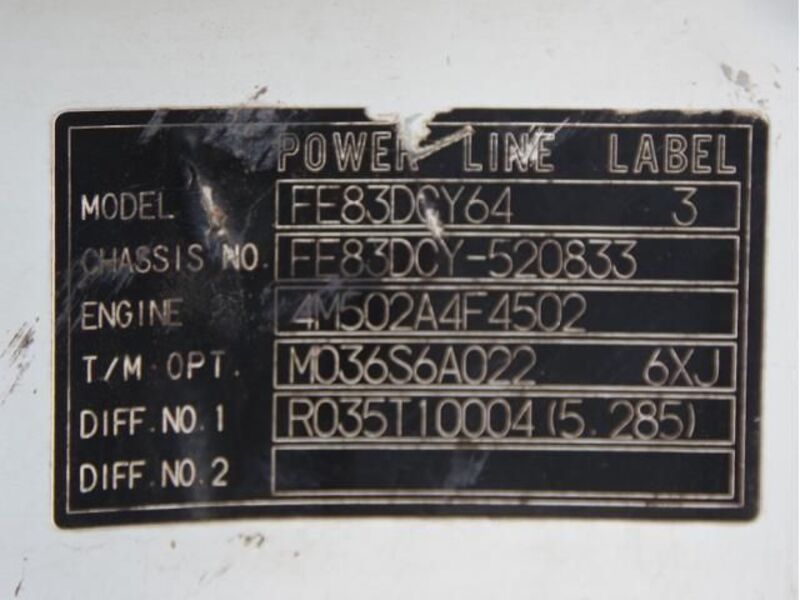 POWER LINE LABEL
MODEL FE83DCY64 3
CHASSIS NO. FE83DCY-520833
ENGINE 4M502A4F4502
T/M OPT. M036S6A022 6XJ
DIFF.NO.1 R035T10004(5.285)
DIFF.NO.2